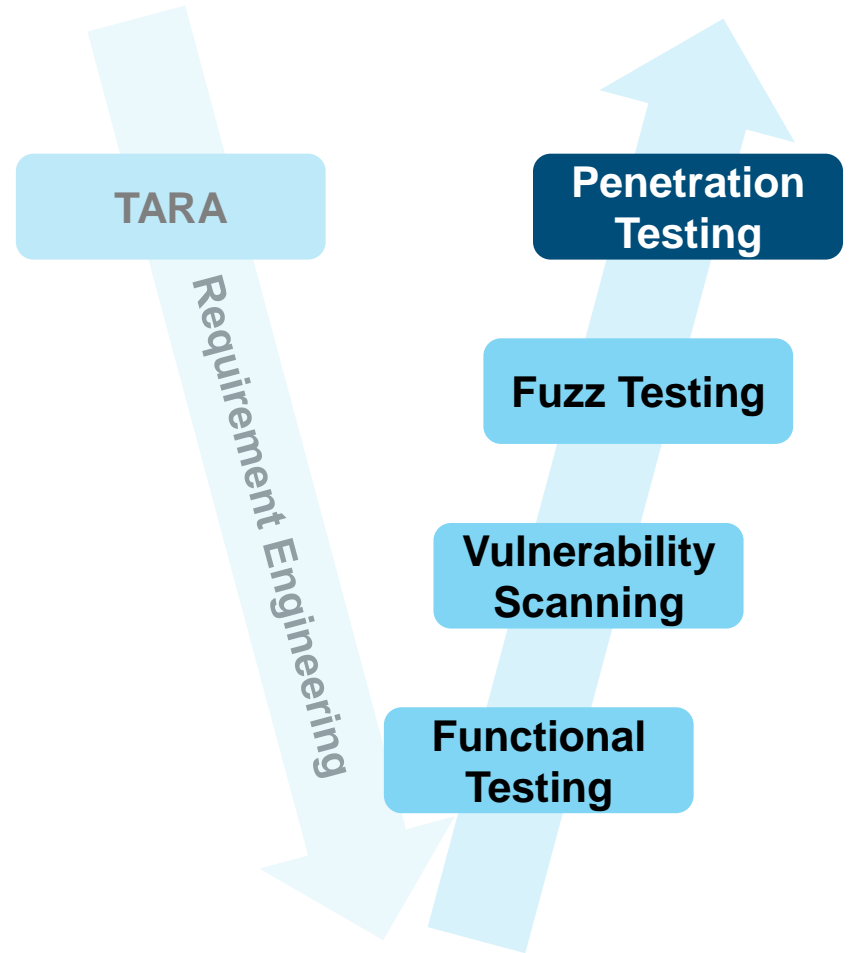 TARA
Requirement Engineering
Penetration
Testing
Fuzz Testing
Vulnerability
Scanning
Functional
Testing